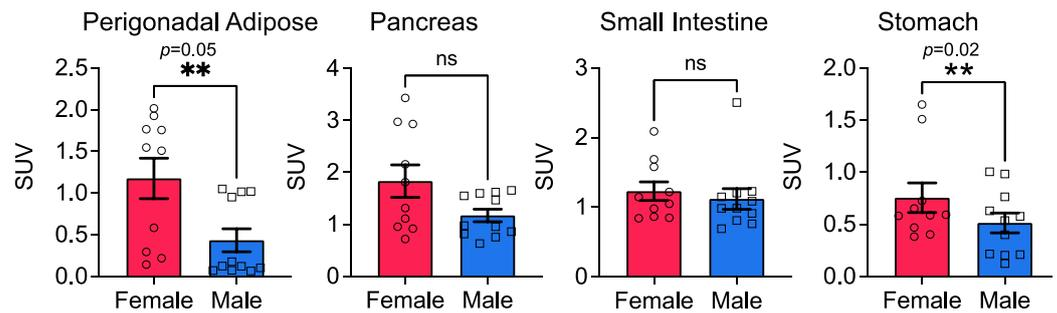 Perigonadal Adipose
p=0.05
**
2.5
2.0
1.5
1.0
0.5
0.0
SUV
Female Male
Pancreas
ns
4
3
2
1
0
SUV
Female Male
Small Intestine
ns
3
2
1
0
SUV
Female Male
Stomach
p=0.02
**
2.0
1.5
1.0
0.5
0.0
SUV
Female Male